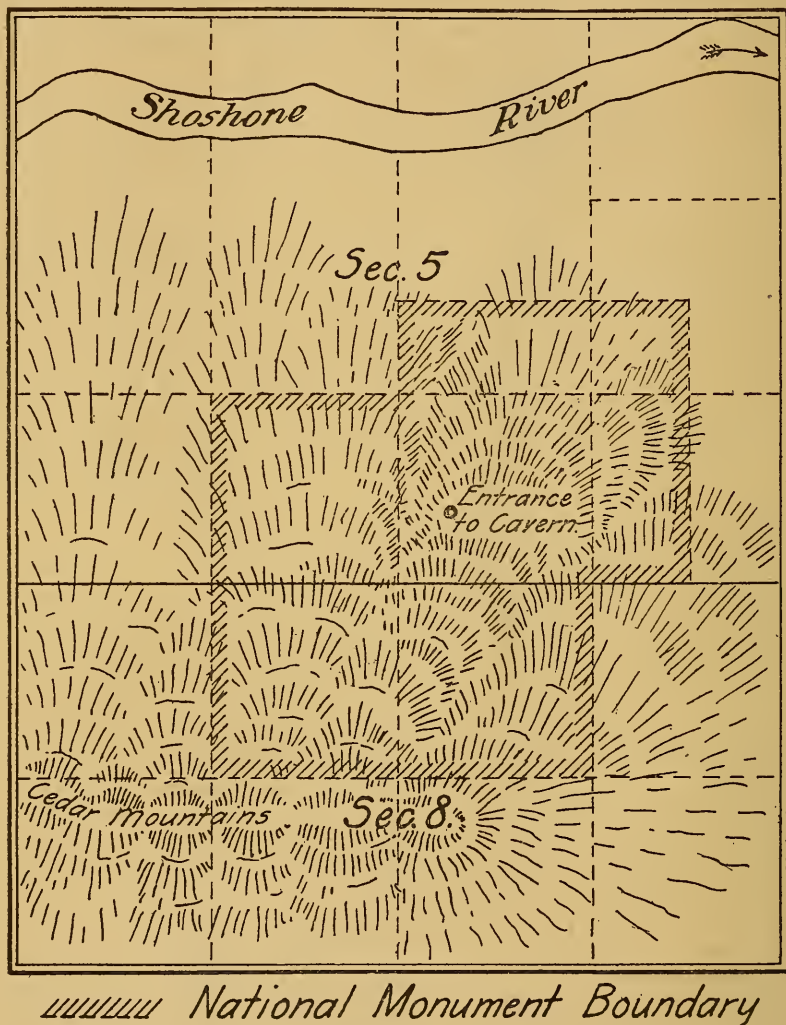 Shoshone River
Sec. 5
Entrance
to Cavern.
Cedar Mountains
Sec. 8.
National Monument Boundary